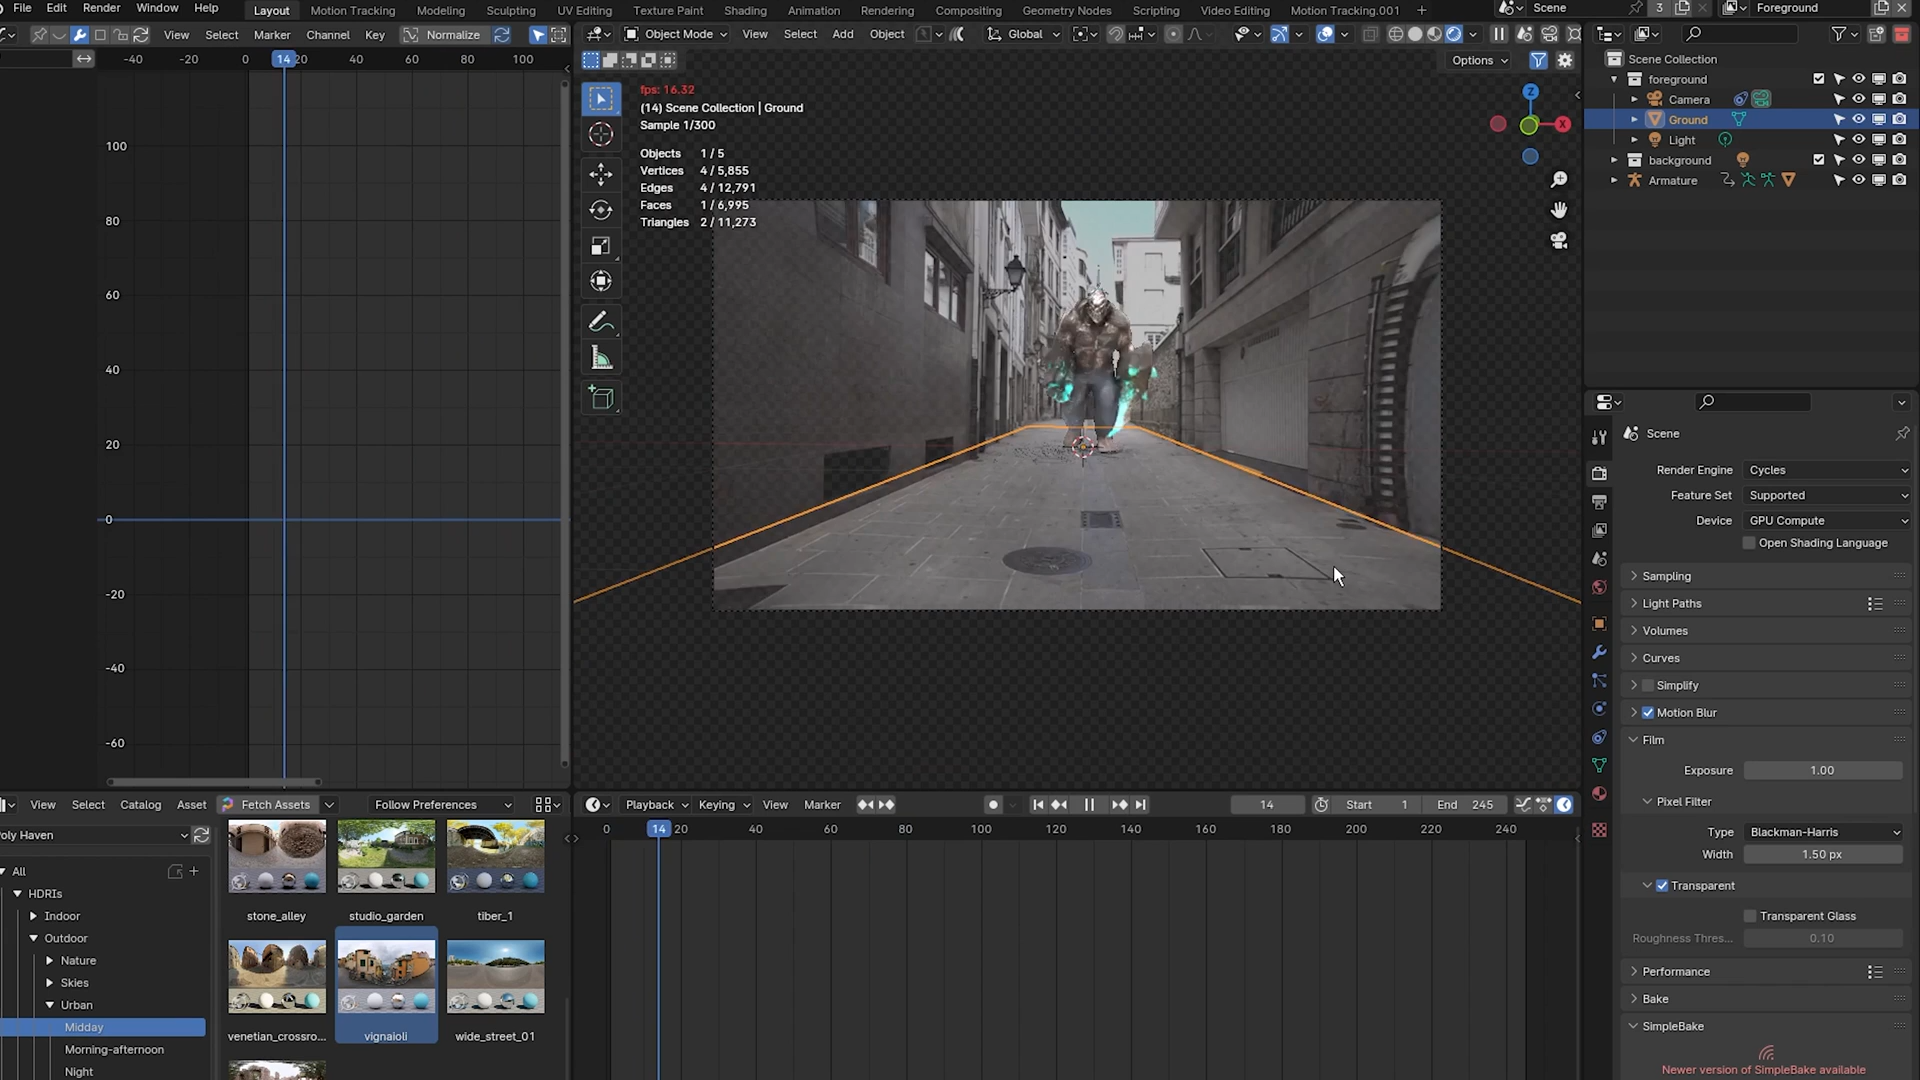 File Edit Render Window Help
Layout Motion Tracking Modeling Sculpting UV Editing Texture Paint Shading Animation Rendering Compositing Geometry Nodes Scripting Video Editing Motion Tracking.001 +
Scene 3 Foreground
View Select Marker Channel Key Normalize
Object Mode View Select Add Object Global
-40 -20 0 14 20 40 60 80 100
Options
100
80
60
40
20
0
-20
-40
-60
fps: 16.32
(14) Scene Collection | Ground
Sample 1/300
Objects 1 / 5
Vertices 4 / 5,855
Edges 4 / 12,791
Faces 1 / 6,995
Triangles 2 / 11,273
Z
X
Scene Collection
foreground
Camera
Ground
Light
background
Armature
Scene
Render Engine Cycles
Feature Set Supported
Device GPU Compute
Open Shading Language
Sampling
Light Paths
Volumes
Curves
Simplify
Motion Blur
Film
Exposure 1.00
Pixel Filter
Type Blackman-Harris
Width 1.50 px
Transparent
Transparent Glass
Roughness Thres... 0.10
Performance
Bake
SimpleBake
Newer version of SimpleBake available
View Select Catalog Asset Fetch Assets Follow Preferences
oly Haven
All
HDRIs
Indoor
Outdoor
Nature
Skies
Urban
Midday
Morning-afternoon
Night
stone_alley studio_garden tiber_1
venetian_crossro... vignaioli wide_street_01
Playback Keying View Marker 14 Start 1 End 245
0 14 20 40 60 80 100 120 140 160 180 200 220 240